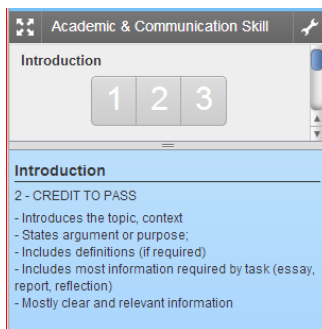 Academic & Communication Skill
Introduction
1 2 3
Introduction
2 - CREDIT TO PASS
- Introduces the topic, context
- States argument or purpose;
- Includes definitions (if required)
- Includes most information required by task (essay,
report, reflection)
- Mostly clear and relevant information